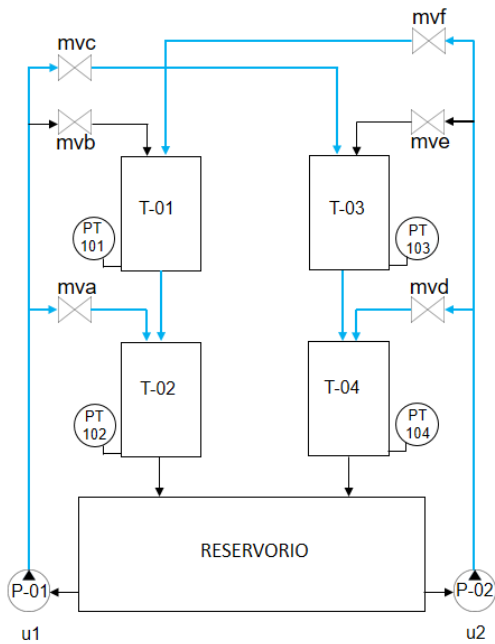 mvf
mvc
mvb
mve
T-01
T-03
PT
101
PT
103
mva
mvd
T-02
T-04
PT
102
PT
104
RESERVORIO
P-01
P-02
u1
u2